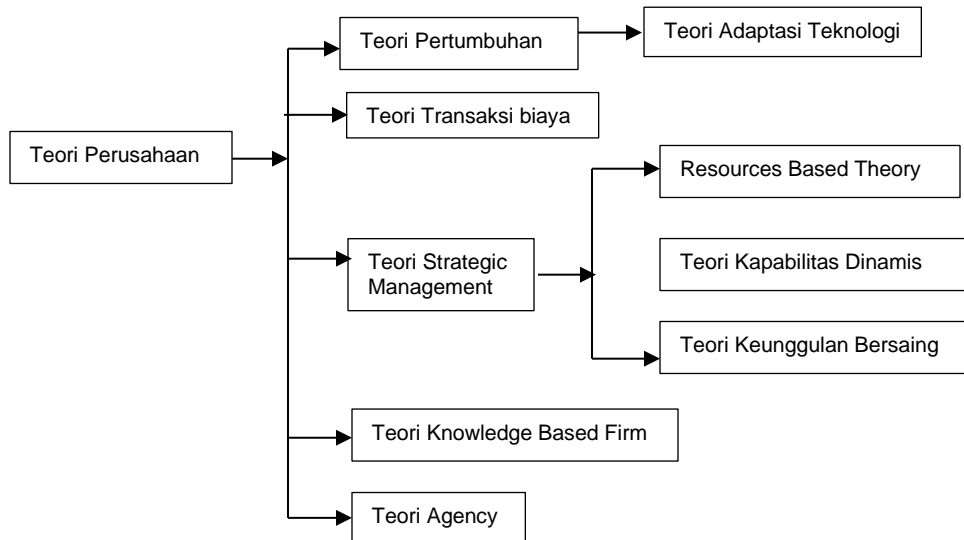 Teori Pertumbuhan
Teori Adaptasi Teknologi
Teori Transaksi biaya
Teori Perusahaan
Resources Based Theory
Teori Strategic
Management
Teori Kapabilitas Dinamis
Teori Keunggulan Bersaing
Teori Knowledge Based Firm
Teori Agency